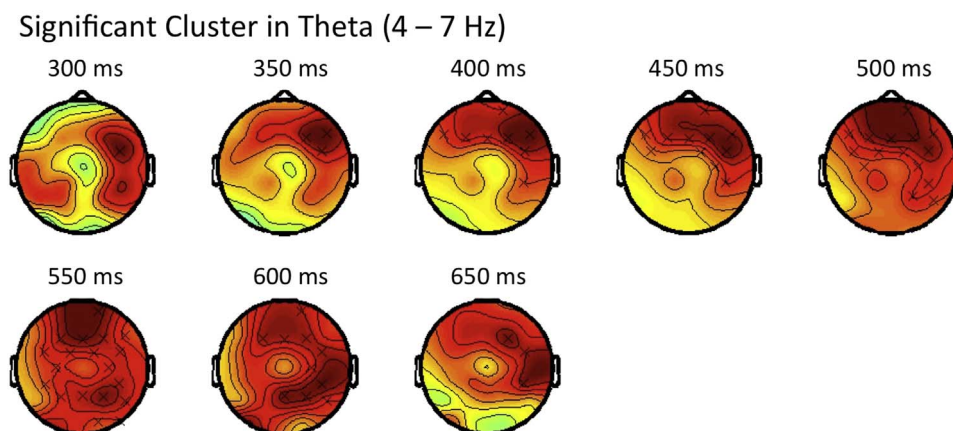 Significant Cluster in Theta (4 – 7 Hz)
300 ms 350 ms 400 ms 450 ms 500 ms
550 ms 600 ms 650 ms